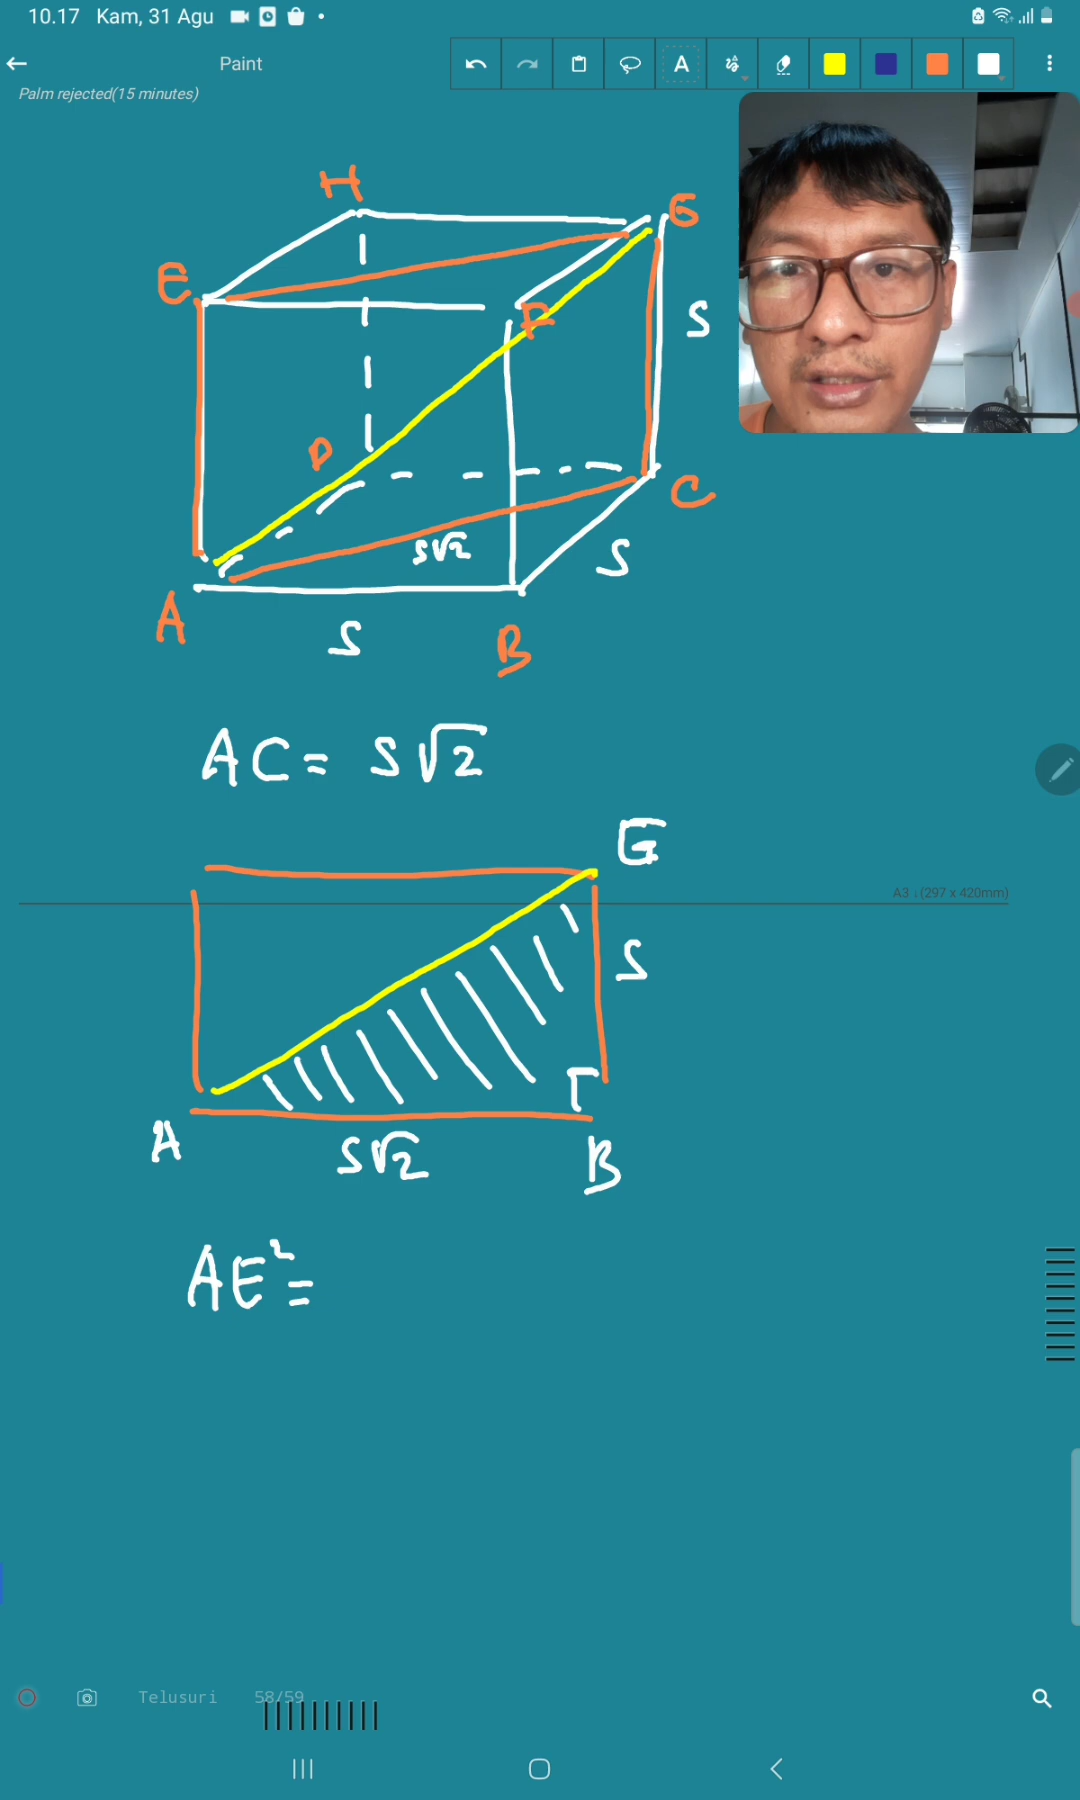 10.17 Kam, 31 Agu
Paint
A
Palm rejected(15 minutes)
H
G
E
F
S
D
C
S√2
S
A
S
B
AC = S√2
G
A3 ↓(297 x 420mm)
S
A
S√2
B
AE²=
Telusuri 58/59